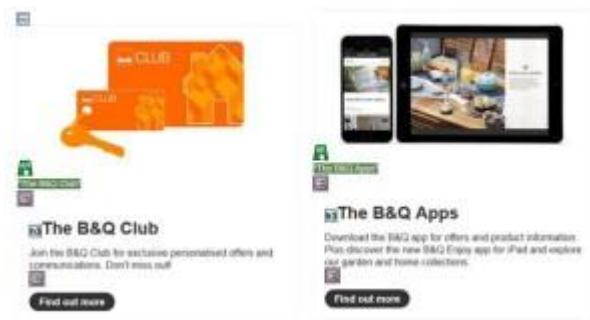 CLUB
CLUB
"The B&Q Club"
The B&Q Club
Join the B&Q Club for exclusive personalised offers and
communications. Don't miss out!
Find out more
"The B&Q Apps"
The B&Q Apps
Download the B&Q app for offers and product information.
Plus discover the new B&Q Enjoy app for iPad and explore
our garden and home collections.
Find out more